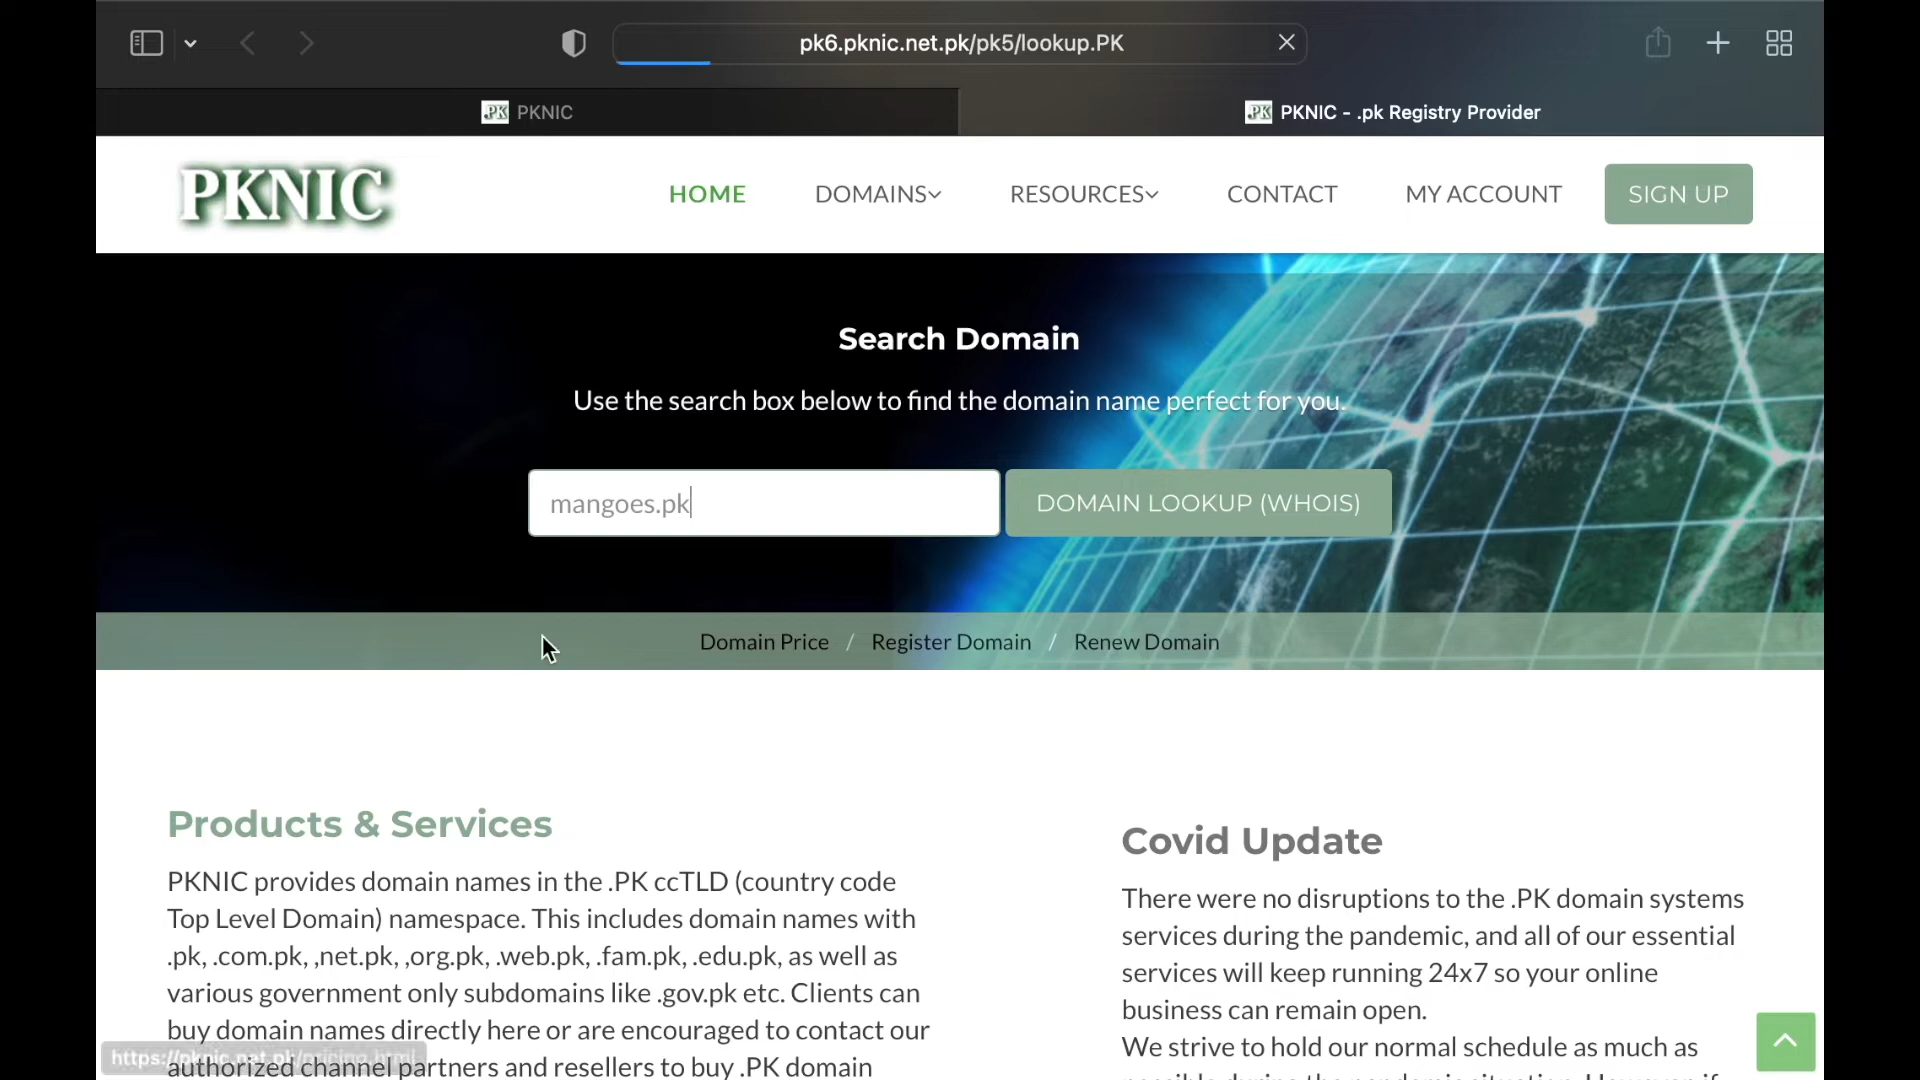 pk6.pknic.net.pk/pk5/lookup.PK
.PK PKNIC
.PK PKNIC - .pk Registry Provider
PKNIC
HOME
DOMAINS
RESOURCES
CONTACT
MY ACCOUNT
SIGN UP
Search Domain
Use the search box below to find the domain name perfect for you.
mangoes.pk
DOMAIN LOOKUP (WHOIS)
Domain Price / Register Domain / Renew Domain
Products & Services
PKNIC provides domain names in the .PK ccTLD (country code
Top Level Domain) namespace. This includes domain names with
.pk, .com.pk, ,net.pk, ,org.pk, .web.pk, .fam.pk, .edu.pk, as well as
various government only subdomains like .gov.pk etc. Clients can
buy domain names directly here or are encouraged to contact our
authorized channel partners and resellers to buy .PK domain
Covid Update
There were no disruptions to the .PK domain systems
services during the pandemic, and all of our essential
services will keep running 24x7 so your online
business can remain open.
We strive to hold our normal schedule as much as
https://pknic.net.pk/pricing.html